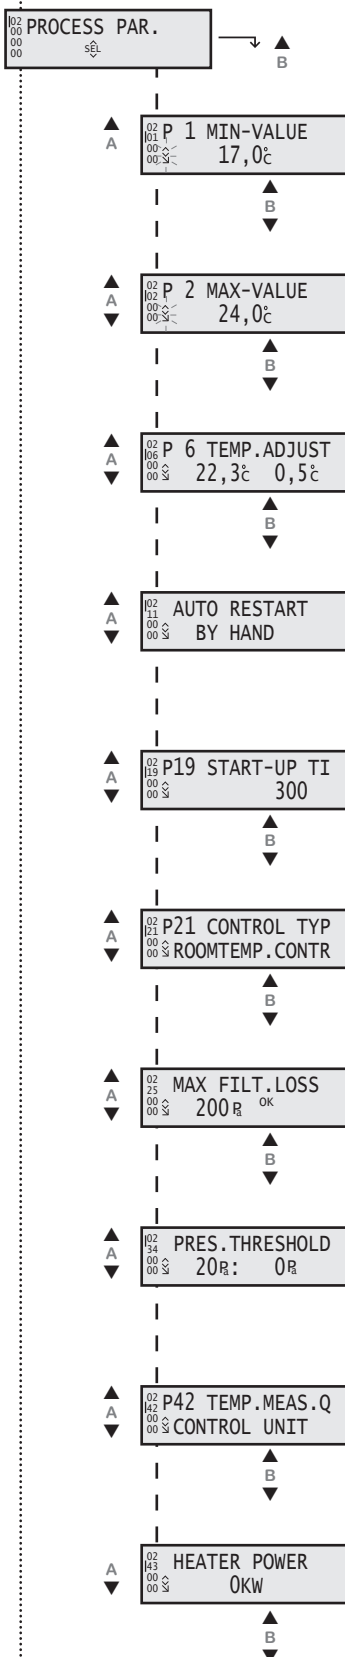 02
00
00
00
PROCESS PAR.
SEL
B
A
02
01
00
00
P 1 MIN-VALUE
17,0°C
B
A
02
02
00
00
P 2 MAX-VALUE
24,0°C
B
A
02
06
00
00
P 6 TEMP.ADJUST
22,3°C 0,5°C
B
A
02
11
00
00
AUTO RESTART
BY HAND
A
02
19
00
00
P19 START-UP TI
300
B
A
02
21
00
00
P21 CONTROL TYP
ROOMTEMP.CONTR
B
A
02
25
00
00
MAX FILT.LOSS
200Pa OK
B
A
02
34
00
00
PRES.THRESHOLD
20Pa: 0Pa
A
02
42
00
00
P42 TEMP.MEAS.Q
CONTROL UNIT
B
A
02
43
00
00
HEATER POWER
0KW
B